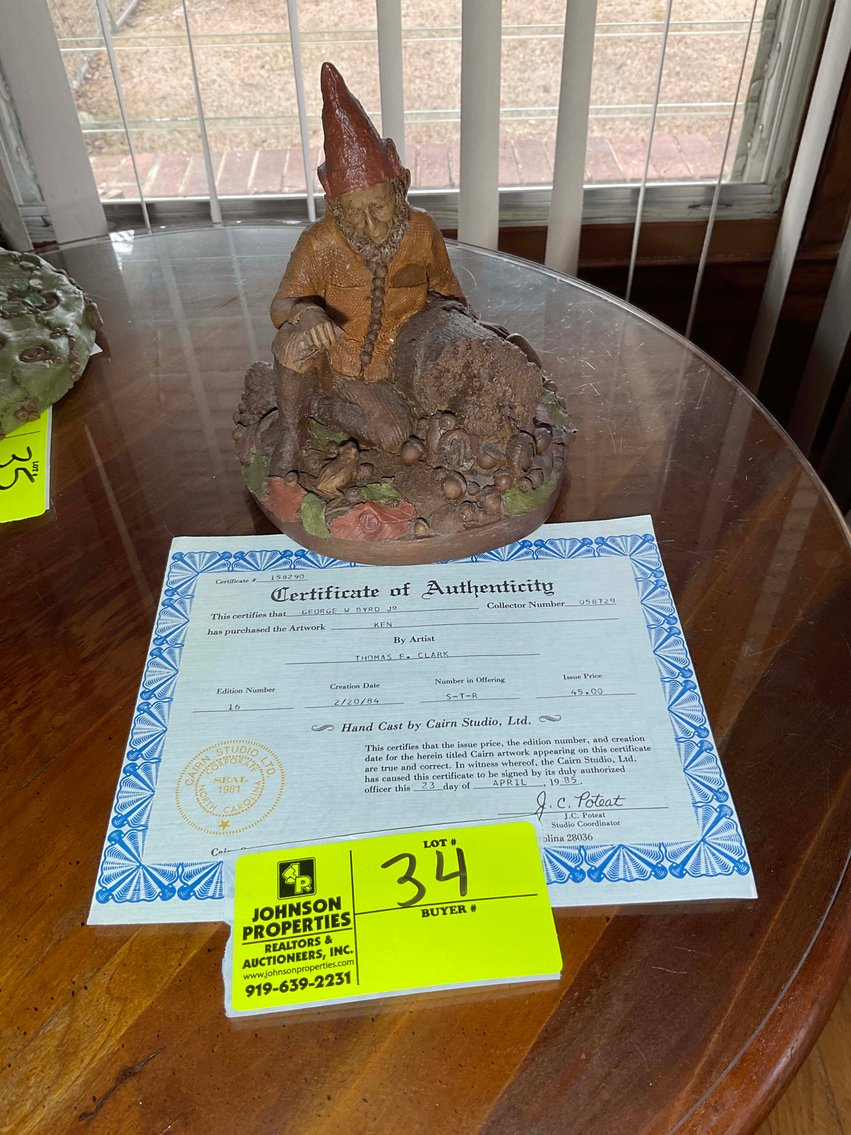 Certificate # 158290
Certificate of Authenticity
This certifies that GEORGE W BYRD JR Collector Number 058729
has purchased the Artwork KEN
By Artist
THOMAS F. CLARK
Edition Number Creation Date Number in Offering Issue Price
16 2/20/84 S-T-R 45.00
Hand Cast by Cairn Studio, Ltd.
This certifies that the issue price, the edition number, and creation
date for the herein titled Cairn artwork appearing on this certificate
are true and correct. In witness whereof, the Cairn Studio, Ltd.
has caused this certificate to be signed by its duly authorized
officer this 23 day of APRIL 1985.
CAIRN STUDIO LTD.
CORPORATE
SEAL
1981
NORTH CAROLINA
J. C. Poteat
J.C. Poteat
Studio Coordinator
olina 28036
LOT #
35
LOT #
34
BUYER #
JP
JOHNSON
PROPERTIES
REALTORS &
AUCTIONEERS, INC.
www.johnsonproperties.com
919-639-2231